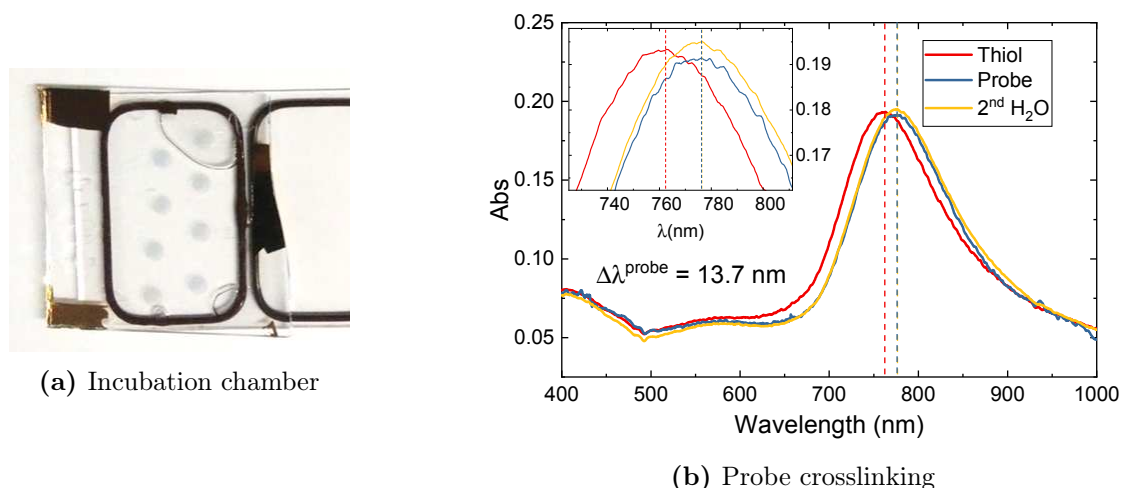 (a) Incubation chamber
Abs
0.25
0.20
0.15
0.10
0.05
400 500 600 700 800 900 1000
Wavelength (nm)
Thiol
Probe
2nd H2O
0.19
0.18
0.17
740 760 780 800
λ(nm)
Δλprobe = 13.7 nm
(b) Probe crosslinking